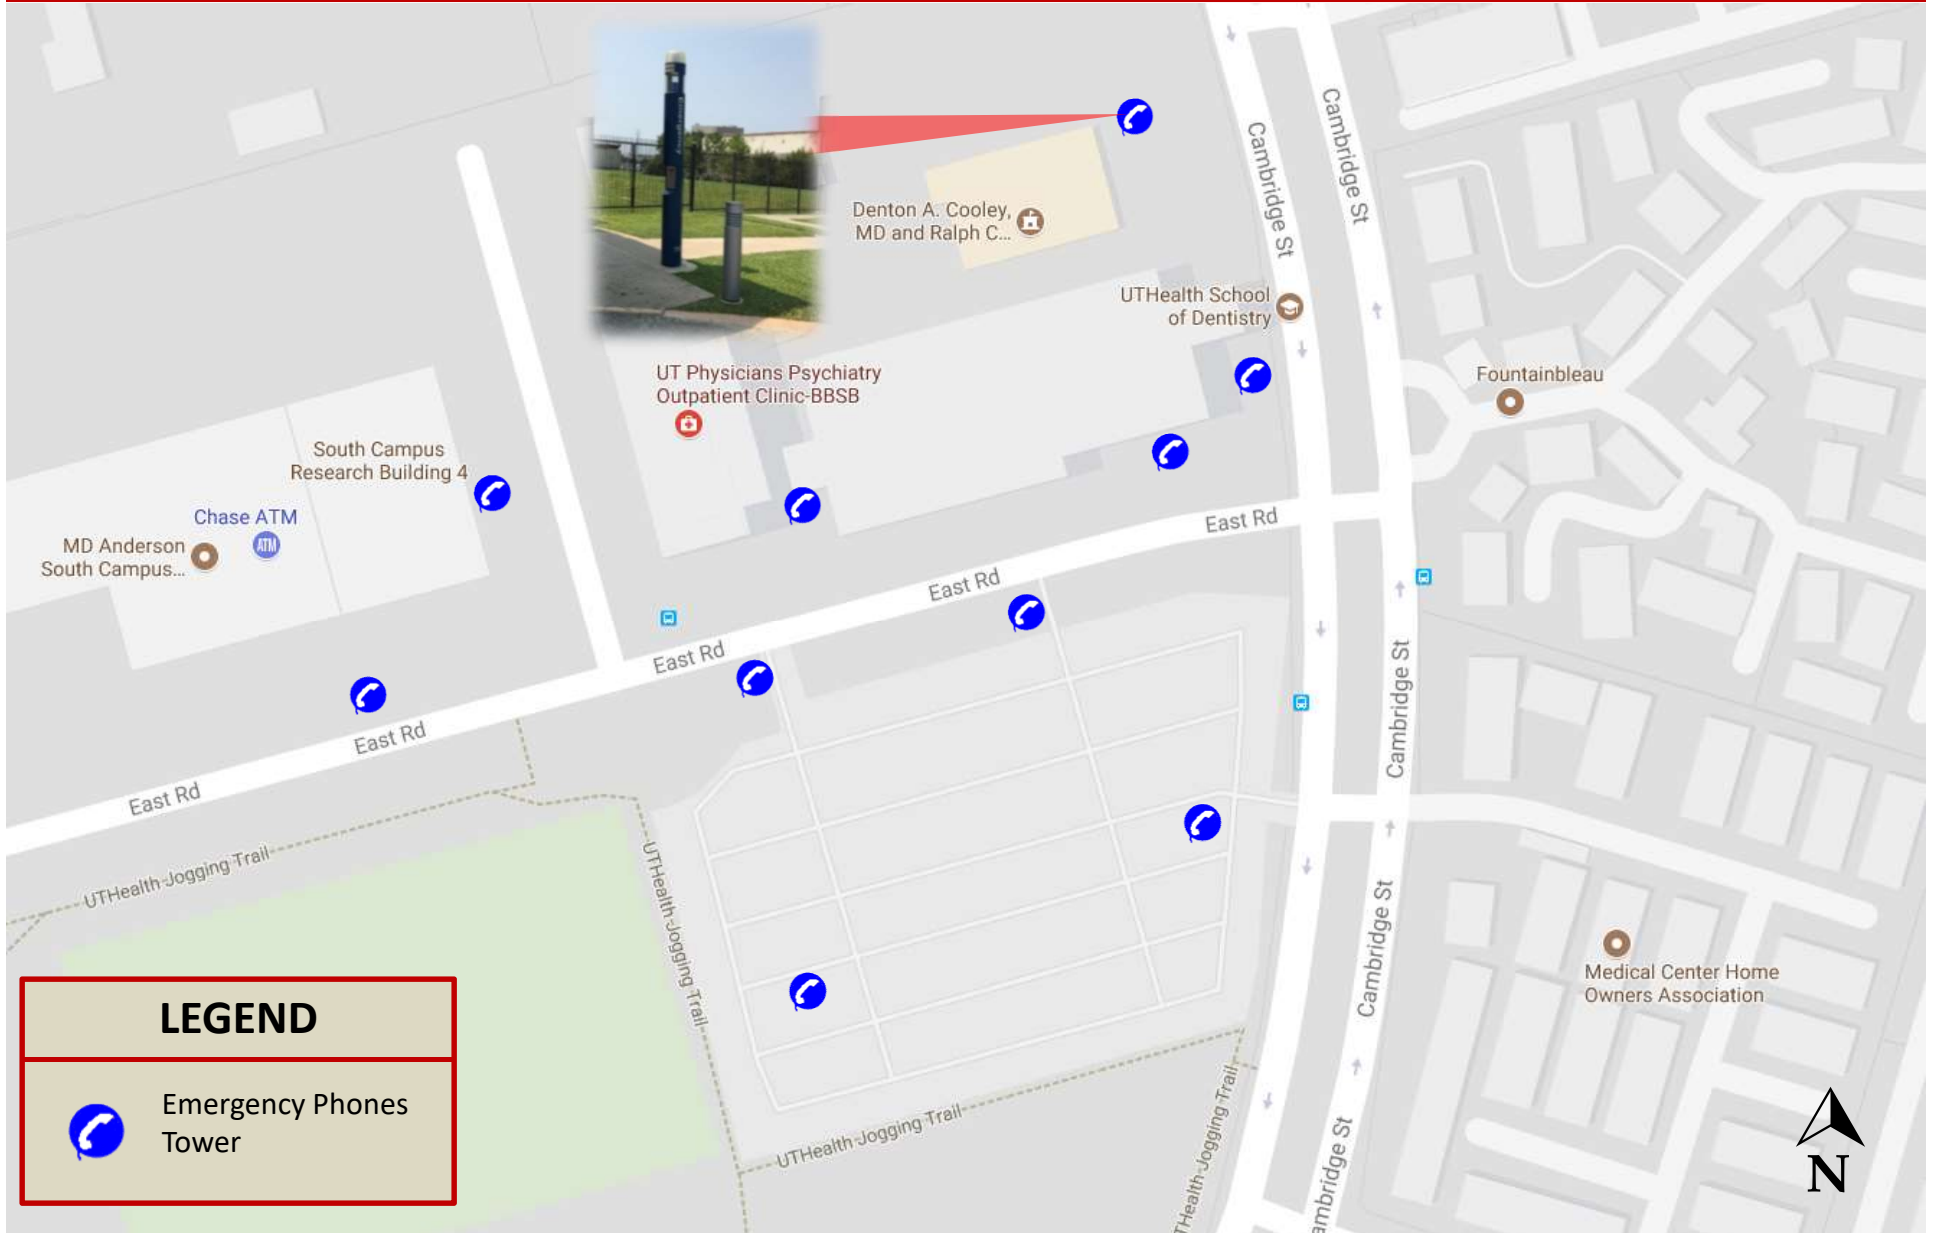 Cambridge St
Cambridge St
Denton A. Cooley,
MD and Ralph C...
UTHealth School
of Dentistry
UT Physicians Psychiatry
Outpatient Clinic-BBSB
Fountainbleau
South Campus
Research Building 4
Chase ATM
ATM
MD Anderson
South Campus...
East Rd
East Rd
East Rd
East Rd
East Rd
Cambridge St
UTHealth-Jogging Trail
UTHealth-Jogging Trail
Cambridge St
Medical Center Home
Owners Association
UTHealth-Jogging Trail
THealth-Jogging Trail
ambridge St
LEGEND
Emergency Phones
Tower
N